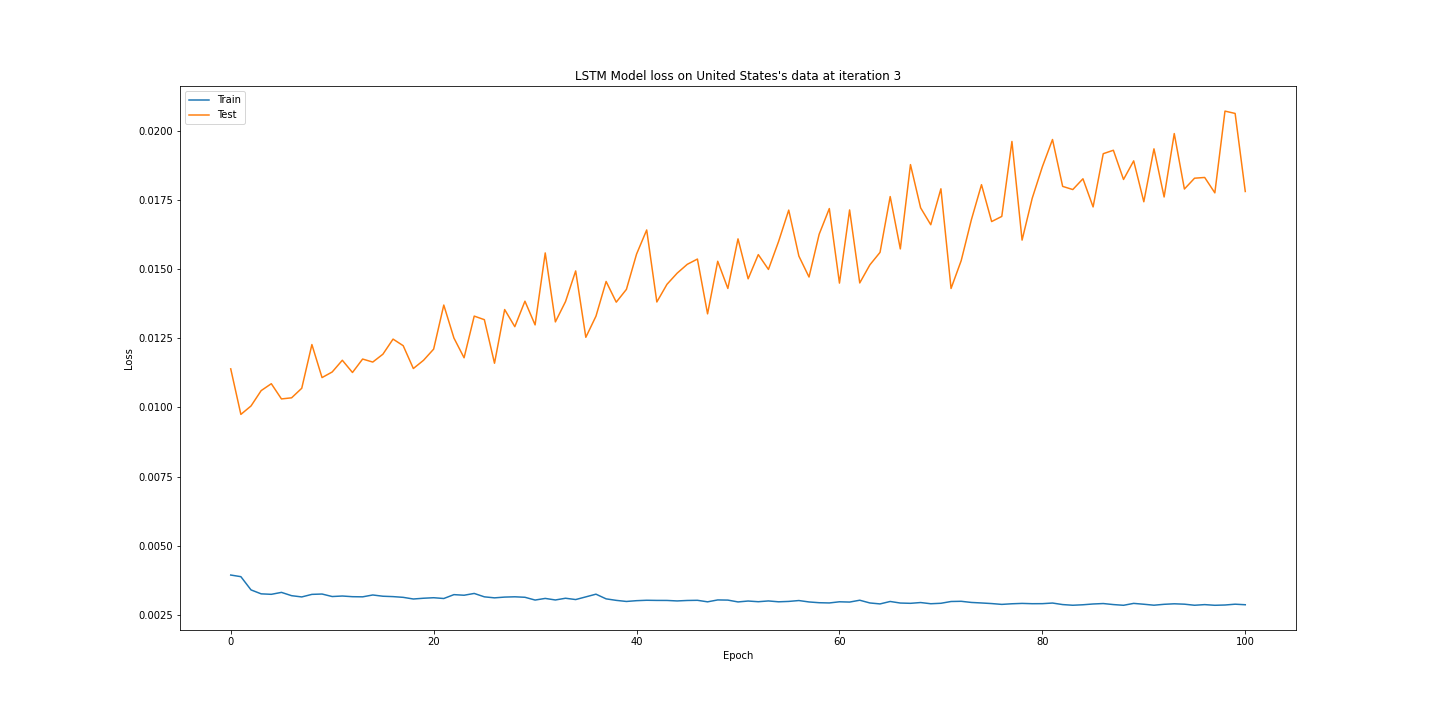 LSTM Model loss on United States's data at iteration 3
Train
Test
0.0200
0.0175
0.0150
0.0125
0.0100
0.0075
0.0050
0.0025
Loss
0 20 40 60 80 100
Epoch